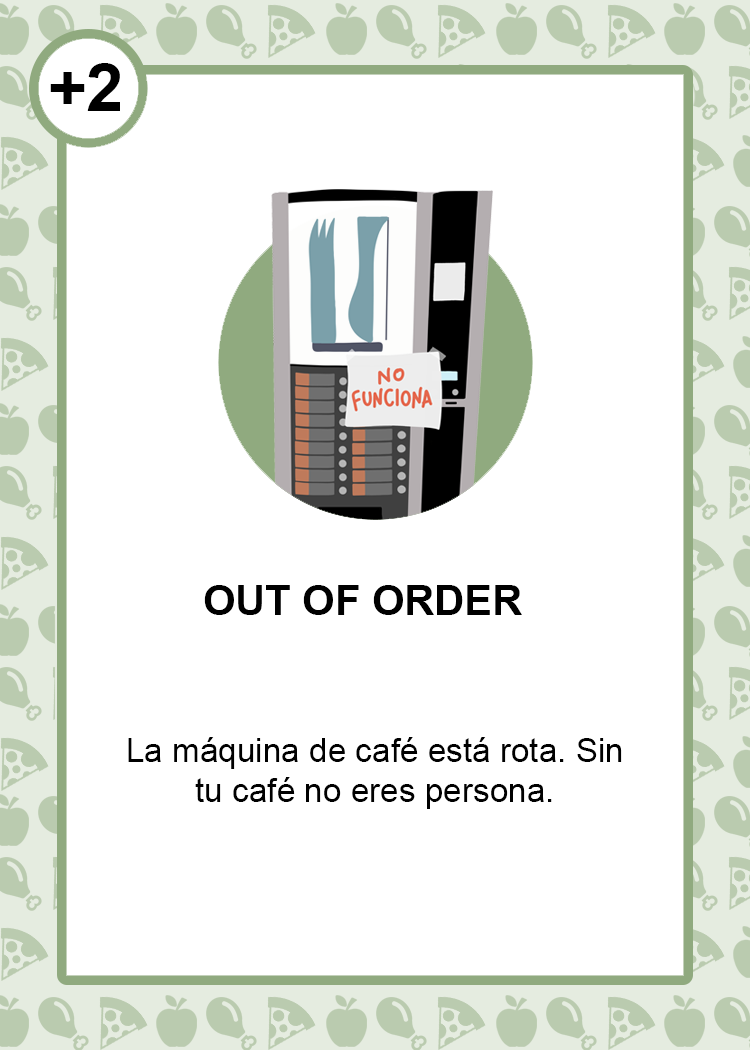 +2
NO
FUNCIONA
OUT OF ORDER
La máquina de café está rota. Sin
tu café no eres persona.